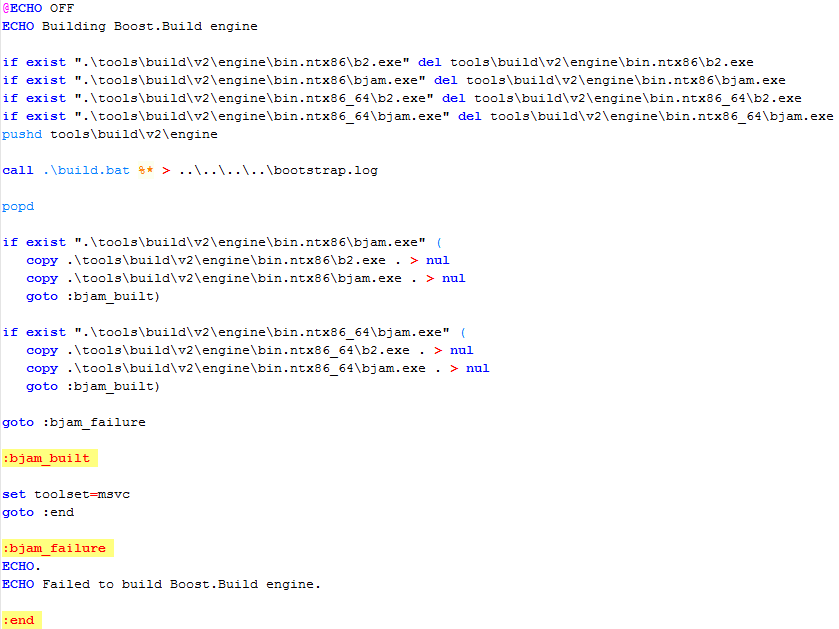 @ECHO OFF
ECHO Building Boost.Build engine
if exist ".\tools\build\v2\engine\bin.ntx86\b2.exe" del tools\build\v2\engine\bin.ntx86\b2.exe
if exist ".\tools\build\v2\engine\bin.ntx86\bjam.exe" del tools\build\v2\engine\bin.ntx86\bjam.exe
if exist ".\tools\build\v2\engine\bin.ntx86_64\b2.exe" del tools\build\v2\engine\bin.ntx86_64\b2.exe
if exist ".\tools\build\v2\engine\bin.ntx86_64\bjam.exe" del tools\build\v2\engine\bin.ntx86_64\bjam.exe
pushd tools\build\v2\engine
call .\build.bat %* > ..\..\..\..\bootstrap.log
popd
if exist ".\tools\build\v2\engine\bin.ntx86\bjam.exe" (
copy .\tools\build\v2\engine\bin.ntx86\b2.exe . > nul
copy .\tools\build\v2\engine\bin.ntx86\bjam.exe . > nul
goto :bjam_built)
if exist ".\tools\build\v2\engine\bin.ntx86_64\bjam.exe" (
copy .\tools\build\v2\engine\bin.ntx86_64\b2.exe . > nul
copy .\tools\build\v2\engine\bin.ntx86_64\bjam.exe . > nul
goto :bjam_built)
goto :bjam_failure
:bjam_built
set toolset=msvc
goto :end
:bjam_failure
ECHO.
ECHO Failed to build Boost.Build engine.
:end